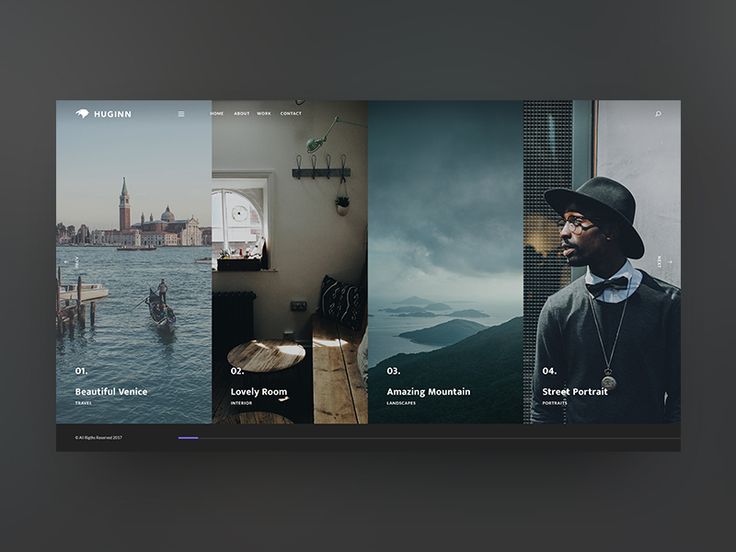 HUGINN
HOME ABOUT WORK CONTACT
NEXT
01.
Beautiful Venice
TRAVEL
02.
Lovely Room
INTERIOR
03.
Amazing Mountain
LANDSCAPES
04.
Street Portrait
PORTRAITS
© All Rigths Reserved 2017